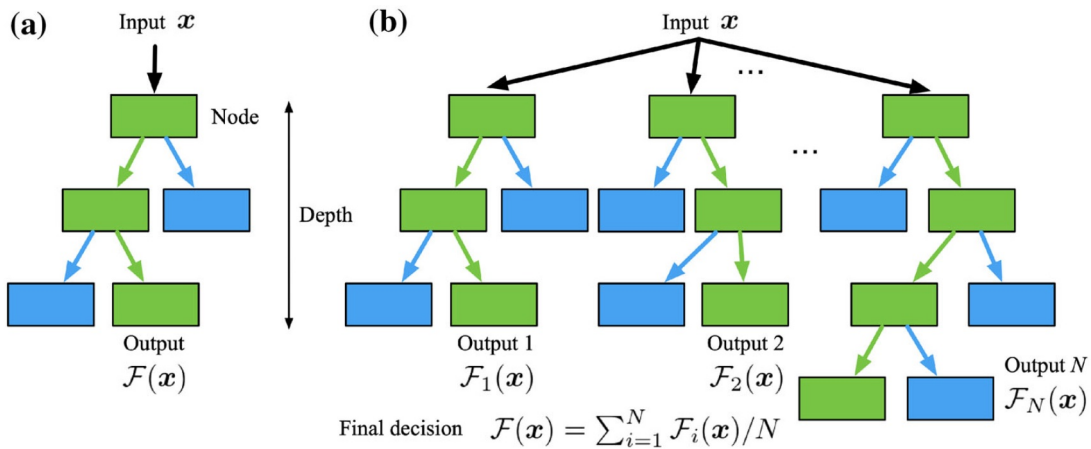 (a)
Input x
Node
Depth
Output
F(x)
(b)
Input x
...
...
Output 1
F₁(x)
Output 2
F₂(x)
Output N
F_N(x)
Final decision F(x) = ∑_{i=1}^{N} F_i(x)/N